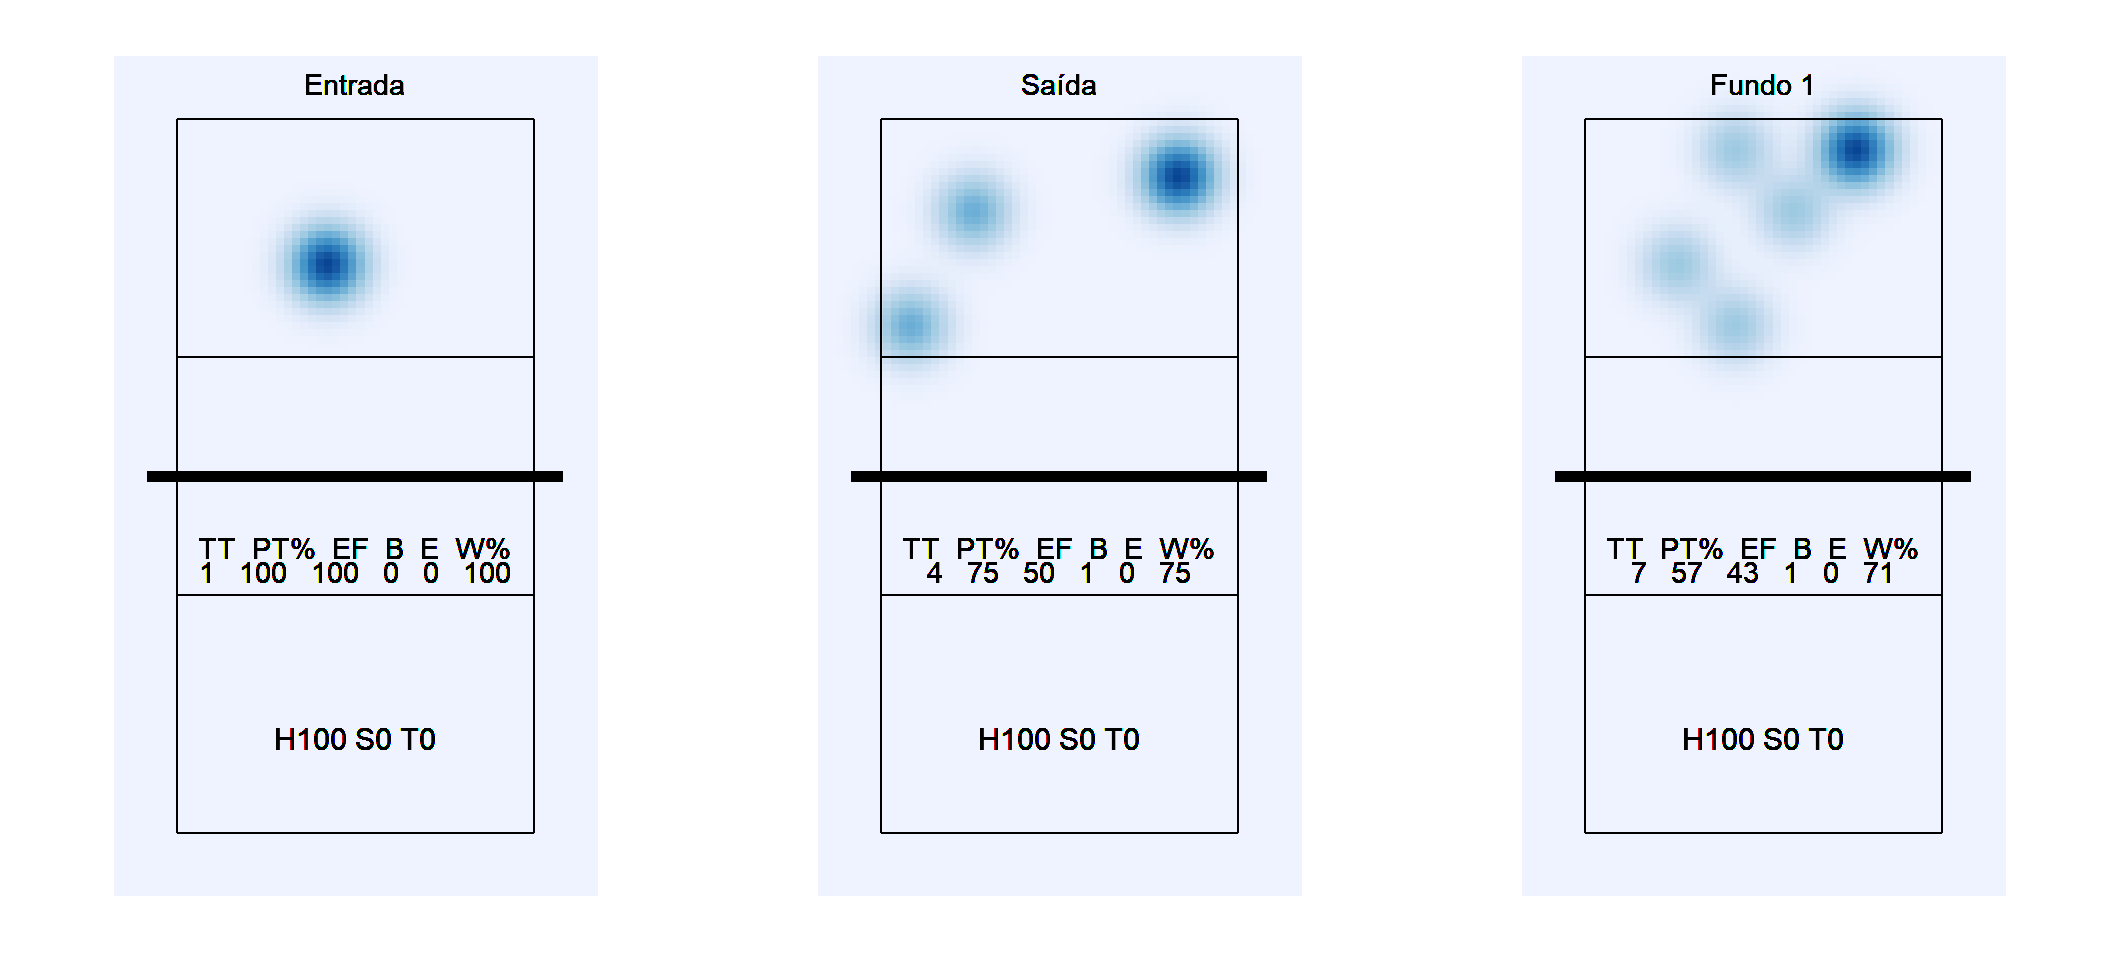 Entrada
TT PT% EF B E W%
1 100 100 0 0 100
H100 S0 T0
Saída
TT PT% EF B E W%
4 75 50 1 0 75
H100 S0 T0
Fundo 1
TT PT% EF B E W%
7 57 43 1 0 71
H100 S0 T0